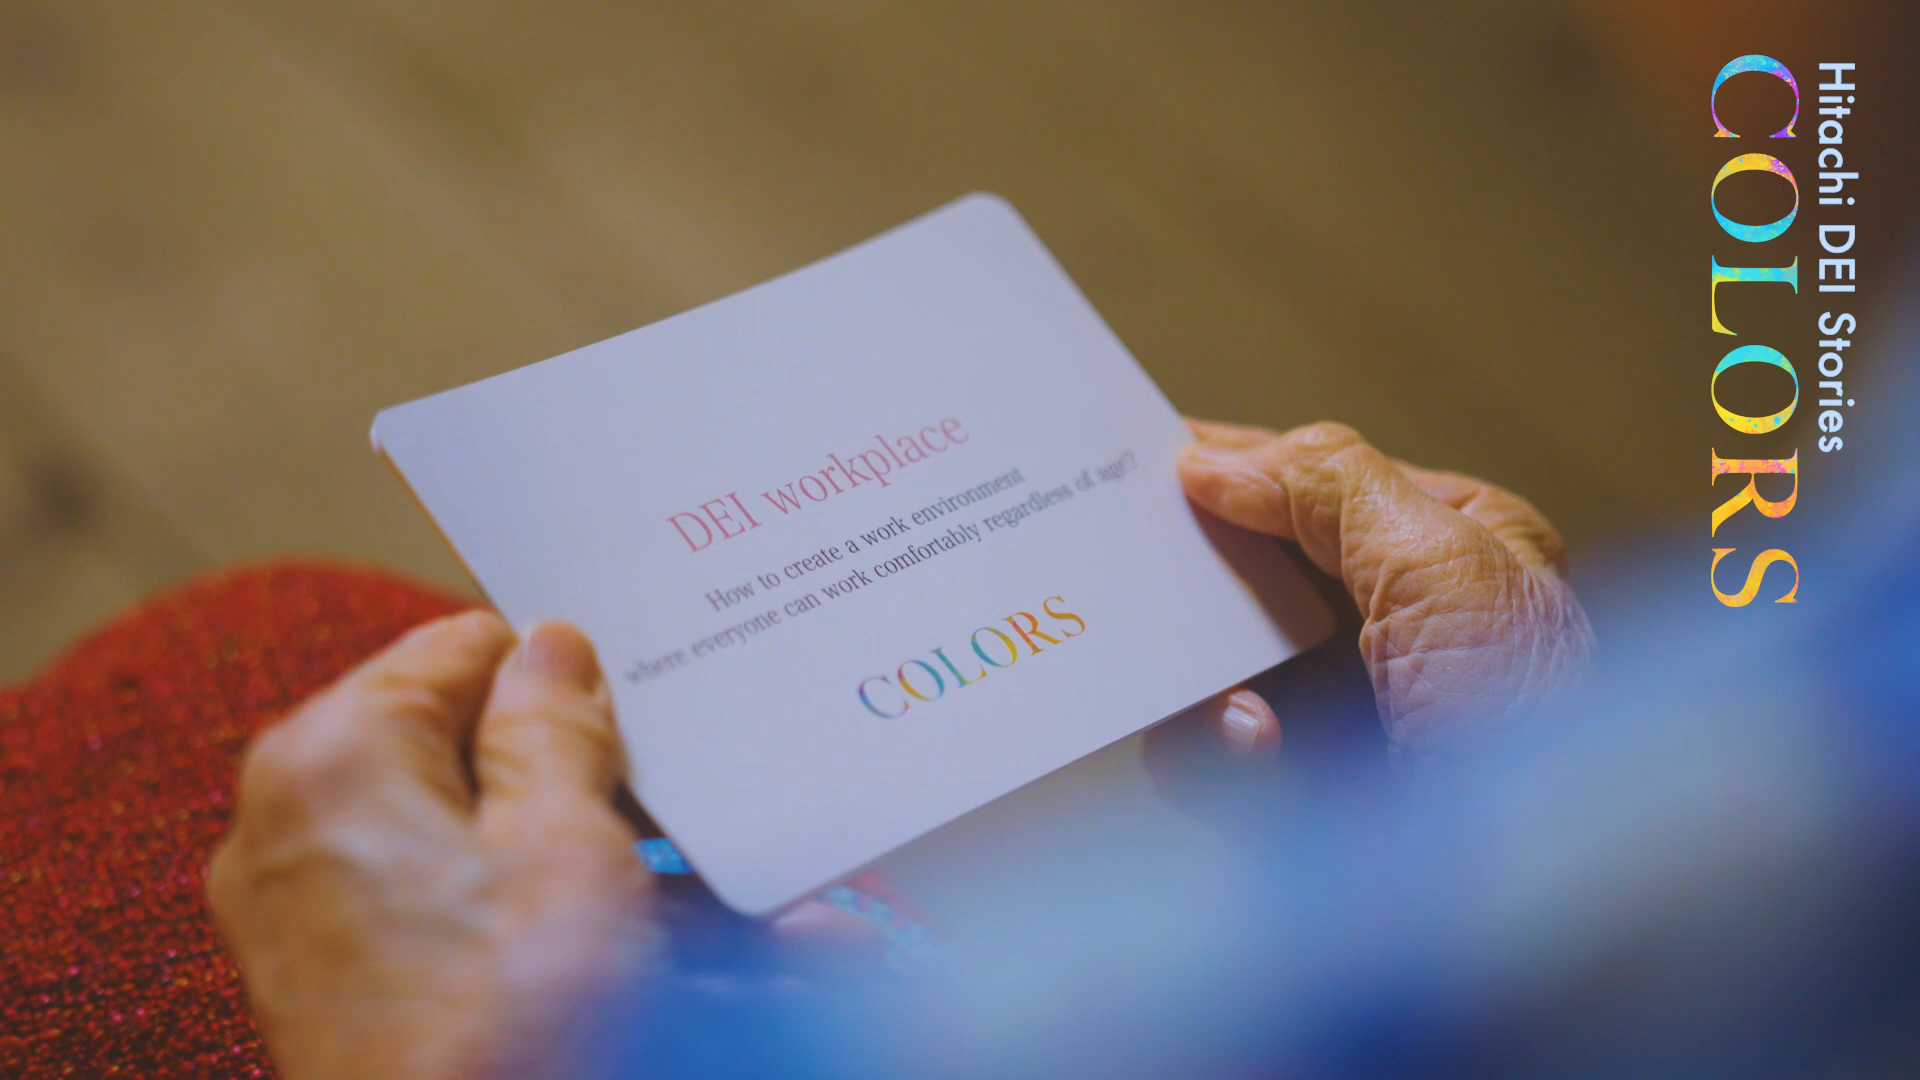 DEI workplace
How to create a work environment
where everyone can work comfortably regardless of age?
COLORS
Hitachi DEI Stories
COLORS